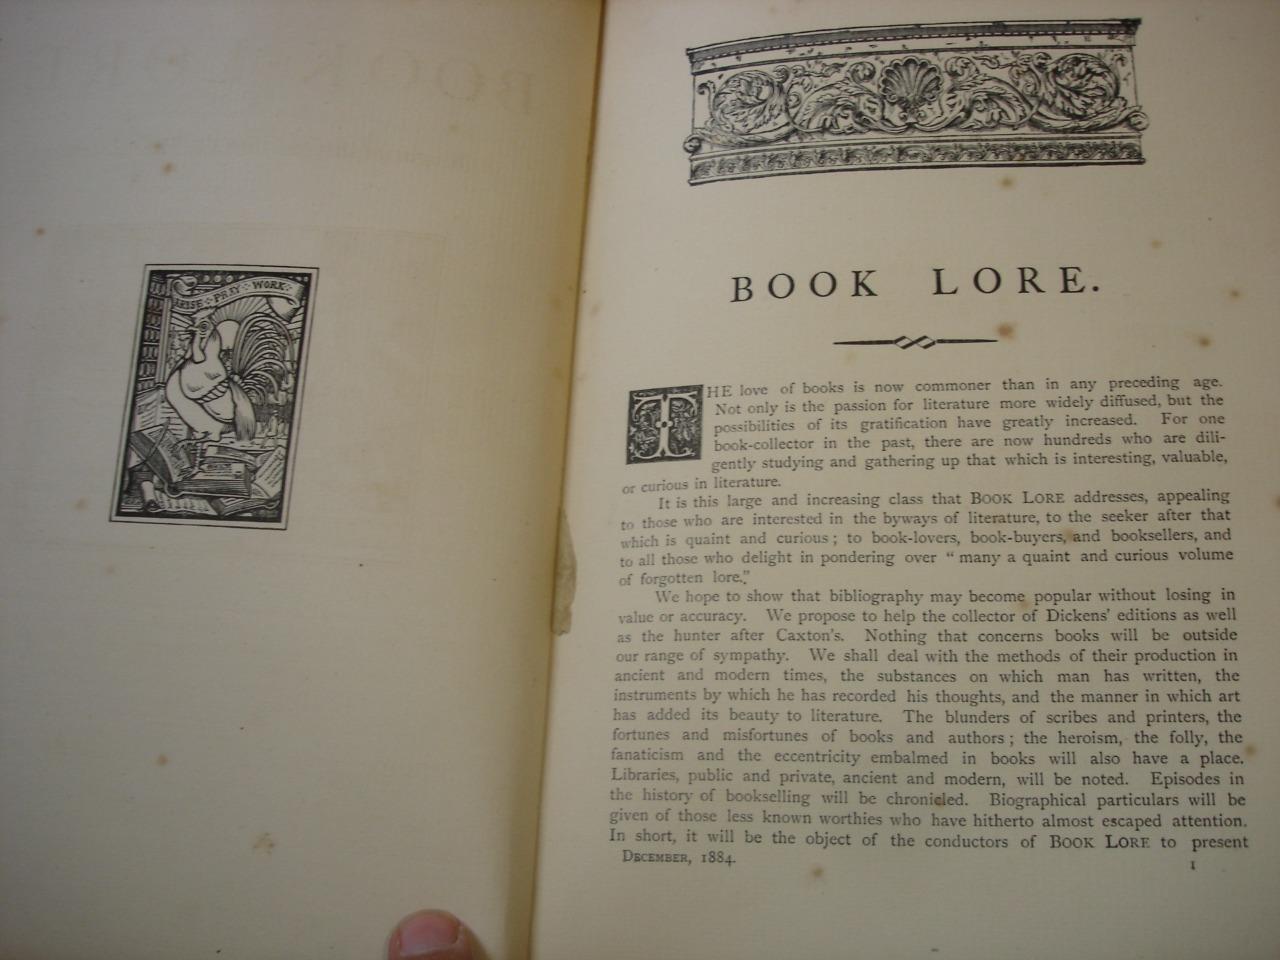 ARISE · PRAY · WORK ·
BOOK LORE.
THE love of books is now commoner than in any preceding age.
Not only is the passion for literature more widely diffused, but the
possibilities of its gratification have greatly increased. For one
book-collector in the past, there are now hundreds who are dili-
gently studying and gathering up that which is interesting, valuable,
or curious in literature.
It is this large and increasing class that BOOK LORE addresses, appealing
to those who are interested in the byways of literature, to the seeker after that
which is quaint and curious; to book-lovers, book-buyers, and booksellers, and
to all those who delight in pondering over "many a quaint and curious volume
of forgotten lore."
We hope to show that bibliography may become popular without losing in
value or accuracy. We propose to help the collector of Dickens' editions as well
as the hunter after Caxton's. Nothing that concerns books will be outside
our range of sympathy. We shall deal with the methods of their production in
ancient and modern times, the substances on which man has written, the
instruments by which he has recorded his thoughts, and the manner in which art
has added its beauty to literature. The blunders of scribes and printers, the
fortunes and misfortunes of books and authors; the heroism, the folly, the
fanaticism and the eccentricity embalmed in books will also have a place.
Libraries, public and private, ancient and modern, will be noted. Episodes in
the history of bookselling will be chronicled. Biographical particulars will be
given of those less known worthies who have hitherto almost escaped attention.
In short, it will be the object of the conductors of BOOK LORE to present
DECEMBER, 1884.
1